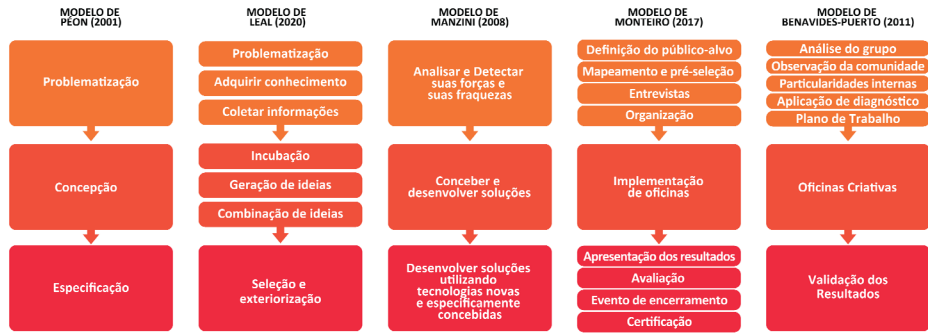 MODELO DE
PÉON (2001)
Problematização
Concepção
Especificação
MODELO DE
LEAL (2020)
Problematização
Adquirir conhecimento
Coletar informações
Incubação
Geração de ideias
Combinação de ideias
Seleção e
exteriorização
MODELO DE
MANZINI (2008)
Analisar e Detectar
suas forças e
suas fraquezas
Conceber e
desenvolver soluções
Desenvolver soluções
utilizando
tecnologias novas
e especificamente
concebidas
MODELO DE
MONTEIRO (2017)
Definição do público-alvo
Mapeamento e pré-seleção
Entrevistas
Organização
Implementação
de oficinas
Apresentação dos resultados
Avaliação
Evento de encerramento
Certificação
MODELO DE
BENAVIDES-PUERTO (2011)
Análise do grupo
Observação da comunidade
Particularidades internas
Aplicação de diagnóstico
Plano de Trabalho
Oficinas Criativas
Validação dos
Resultados